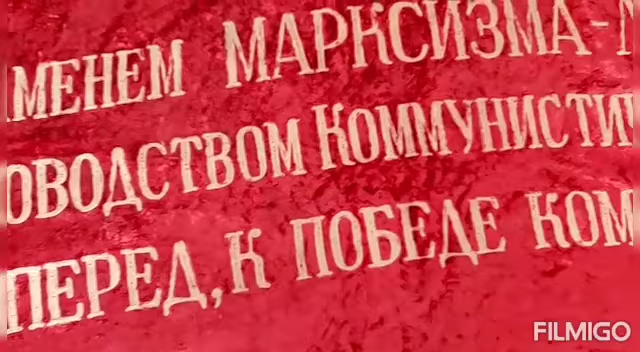 МЕНЕМ МАРКСИЗМА-
ОВОДСТВОМ КОММУНИСТИ
ПЕРЕД, К ПОБЕДЕ КОМ
FILMIGO